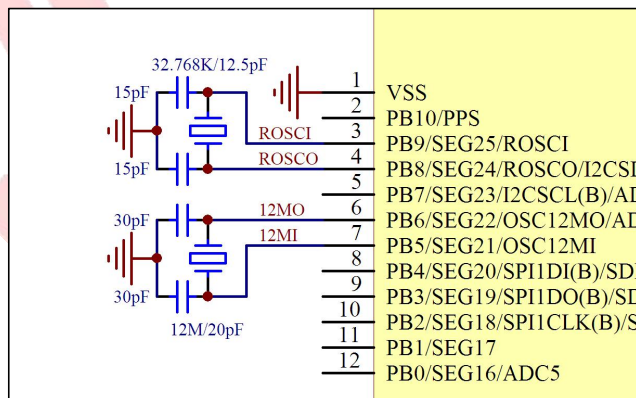 32.768K/12.5pF
15pF
ROSCI
ROSCO
15pF
30pF
12MO
12MI
30pF
12M/20pF
1 VSS
2 PB10/PPS
3 PB9/SEG25/ROSCI
4 PB8/SEG24/ROSCO/I2CSD
5 PB7/SEG23/I2CSCL(B)/AD
6 PB6/SEG22/OSC12MO/AD
7 PB5/SEG21/OSC12MI
8 PB4/SEG20/SPI1DI(B)/SD
9 PB3/SEG19/SPI1DO(B)/SD
10 PB2/SEG18/SPI1CLK(B)/S
11 PB1/SEG17
12 PB0/SEG16/ADC5